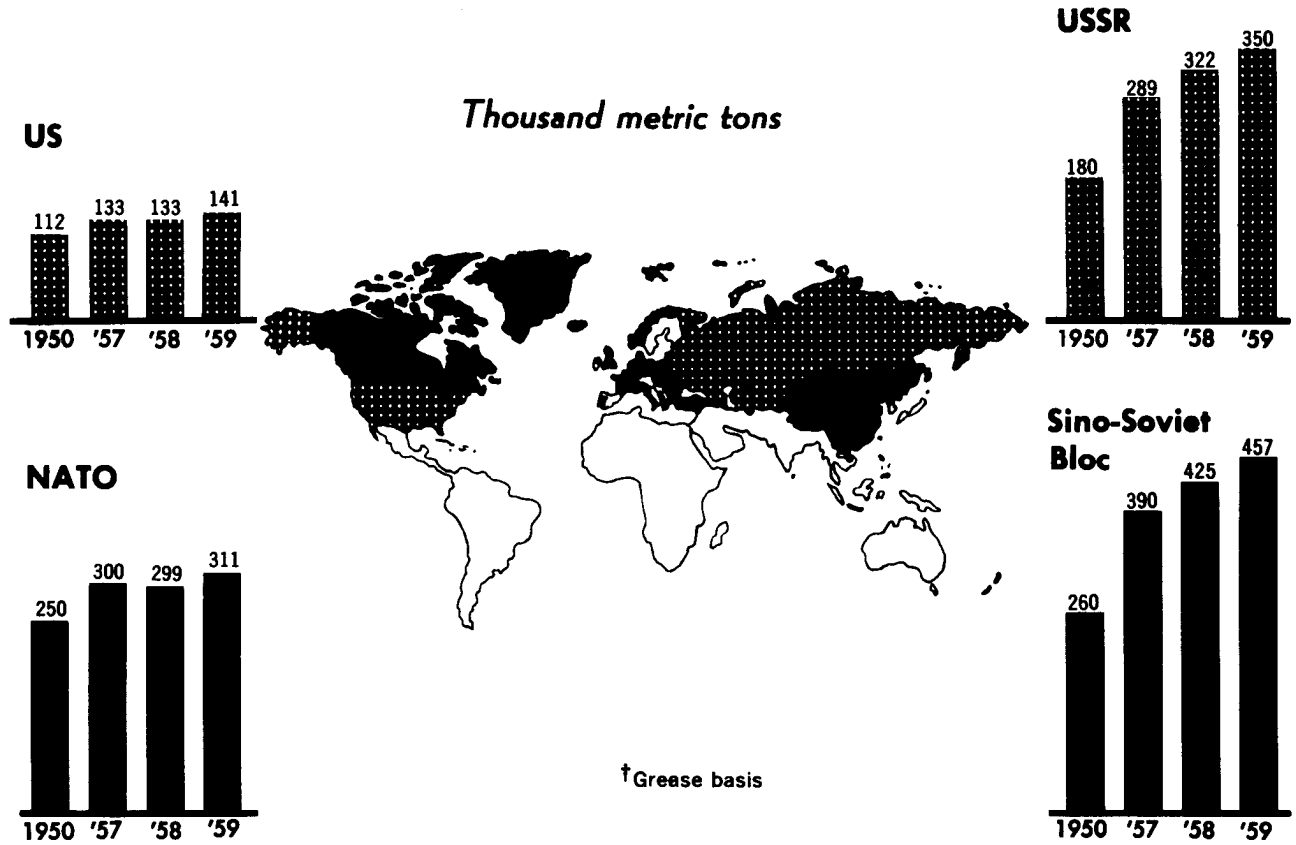 US
112 133 133 141
1950 '57 '58 '59
Thousand metric tons
USSR
180 289 322 350
1950 '57 '58 '59
NATO
250 300 299 311
1950 '57 '58 '59
Sino-Soviet
Bloc
260 390 425 457
1950 '57 '58 '59
†Grease basis